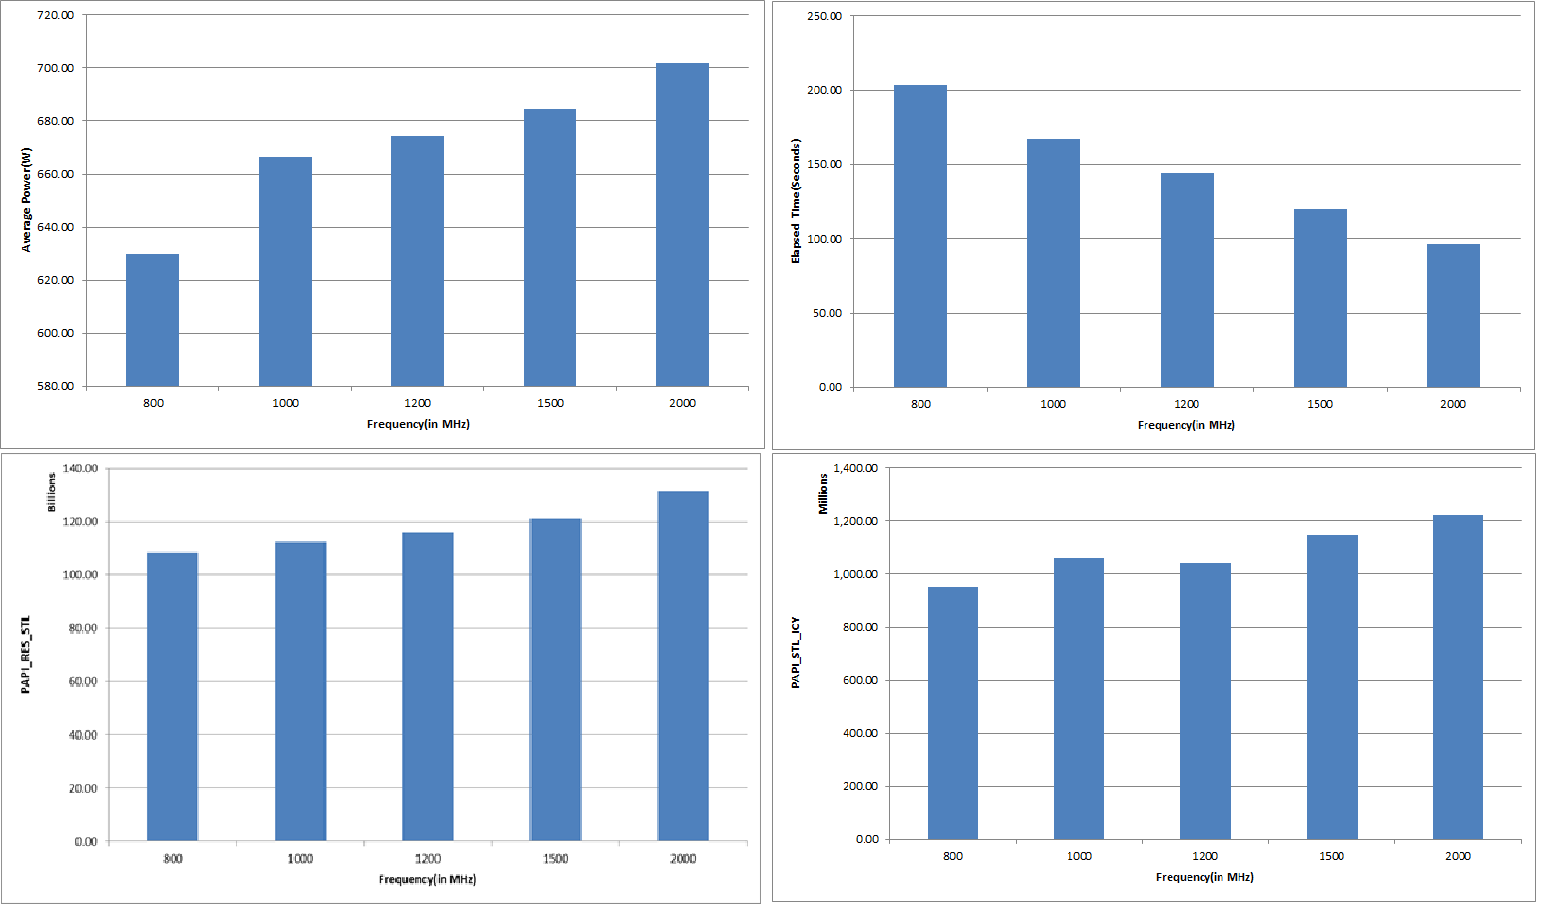 720.00
700.00
680.00
660.00
640.00
620.00
600.00
580.00
Average Power(W)
800 1000 1200 1500 2000
Frequency(in MHz)
250.00
200.00
150.00
100.00
50.00
0.00
Elapsed Time(Seconds)
800 1000 1200 1500 2000
Frequency(in MHz)
Billions
140.00
120.00
100.00
80.00
60.00
40.00
20.00
0.00
PAPI_RES_STL
800 1000 1200 1500 2000
Frequency(in MHz)
Millions
1,400.00
1,200.00
1,000.00
800.00
600.00
400.00
200.00
0.00
PAPI_STL_ICY
800 1000 1200 1500 2000
Frequency(in MHz)